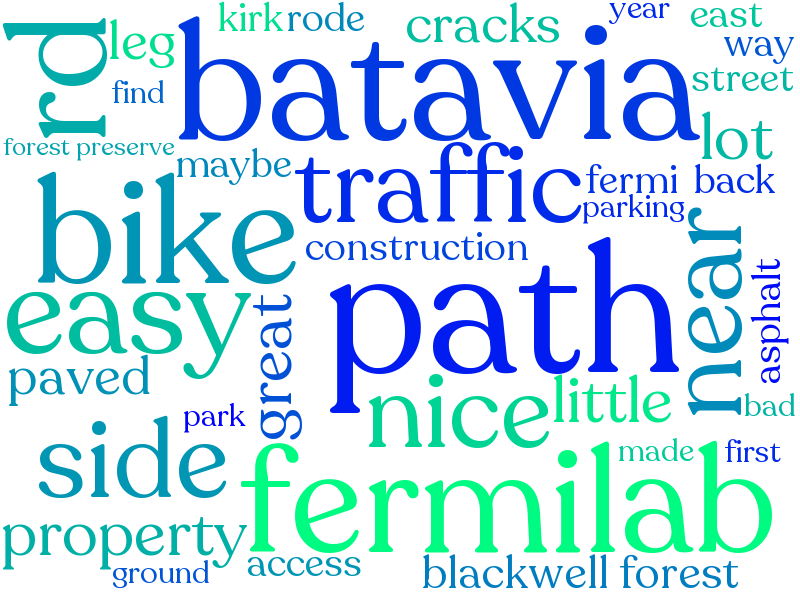 kirk rode cracks year east
leg way
rd find batavia street
forest preserve lot
maybe traffic fermi back
bike parking
construction
near
easy path asphalt
great
paved
nice little bad
park
side made first
fermilab
property
ground access blackwell forest